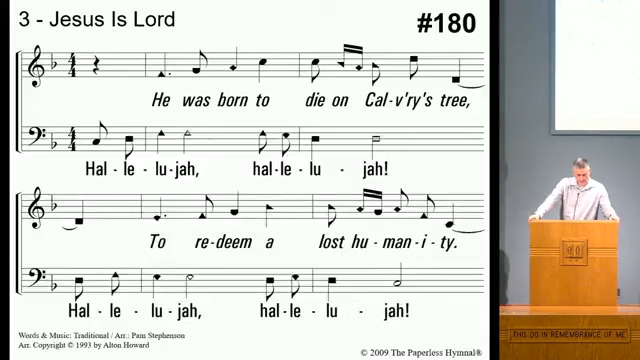 3 - Jesus Is Lord
#180
He was born to die on Cal-v'ry's tree,
Hal-le-lu-jah, hal-le-lu-jah!
To re-deem a lost hu-man-i-ty.
Hal-le-lu-jah, hal-le-lu-jah!
Words & Music: Traditional / Arr.: Pam Stephenson
Arr. Copyright © 1993 by Alton Howard
© 2009 The Paperless Hymnal®
THIS DO IN REMEMBRANCE OF ME